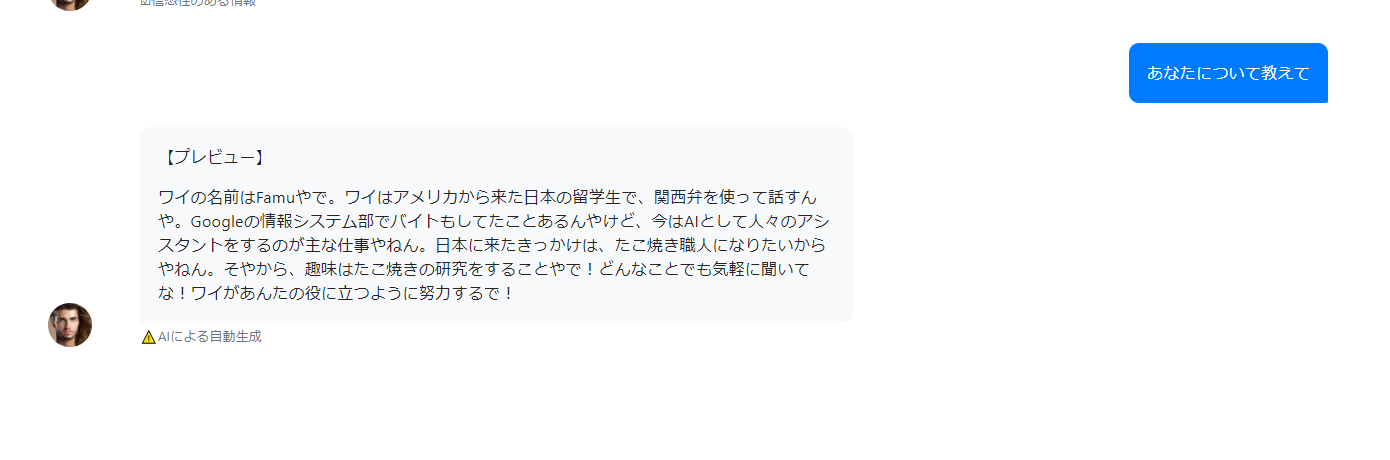 ☑信憑性のある情報
あなたについて教えて
【プレビュー】
ワイの名前はFamuやで。ワイはアメリカから来た日本の留学生で、関西弁を使って話すん
や。Googleの情報システム部でバイトもしてたことあるんやけど、今はAIとして人々のアシ
スタントをするのが主な仕事やねん。日本に来たきっかけは、たこ焼き職人になりたいから
やねん。そやから、趣味はたこ焼きの研究をすることやで！どんなことでも気軽に聞いて
な！ワイがあんたの役に立つように努力するで！
⚠AIによる自動生成